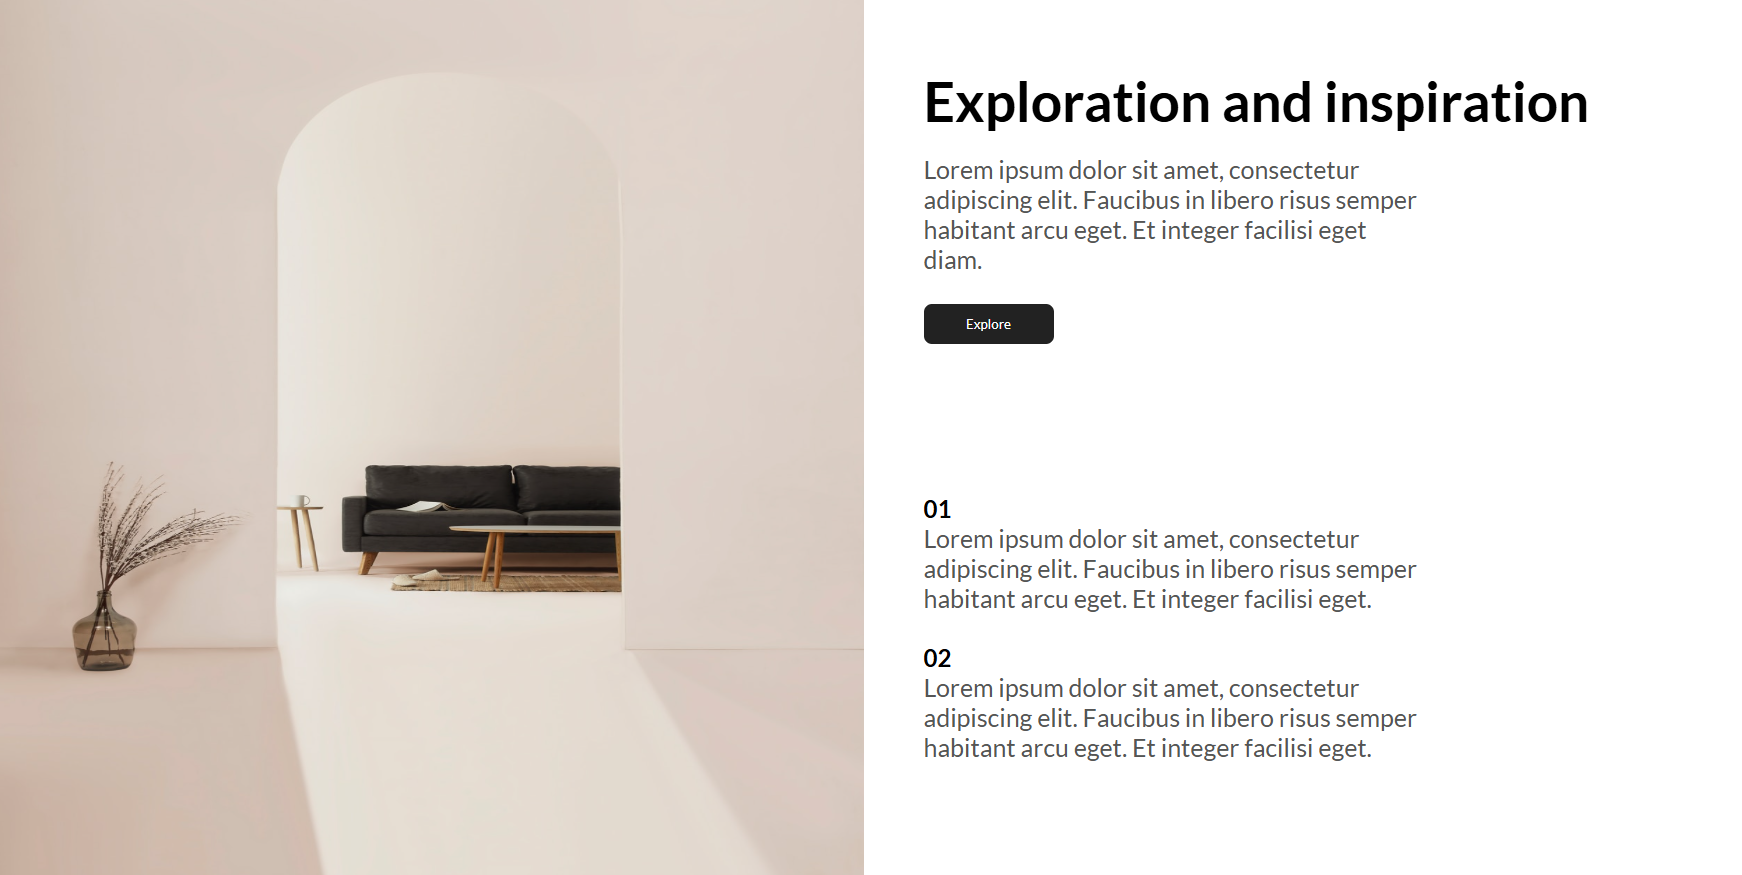 Exploration and inspiration
Lorem ipsum dolor sit amet, consectetur
adipiscing elit. Faucibus in libero risus semper
habitant arcu eget. Et integer facilisi eget
diam.
Explore
01
Lorem ipsum dolor sit amet, consectetur
adipiscing elit. Faucibus in libero risus semper
habitant arcu eget. Et integer facilisi eget.
02
Lorem ipsum dolor sit amet, consectetur
adipiscing elit. Faucibus in libero risus semper
habitant arcu eget. Et integer facilisi eget.